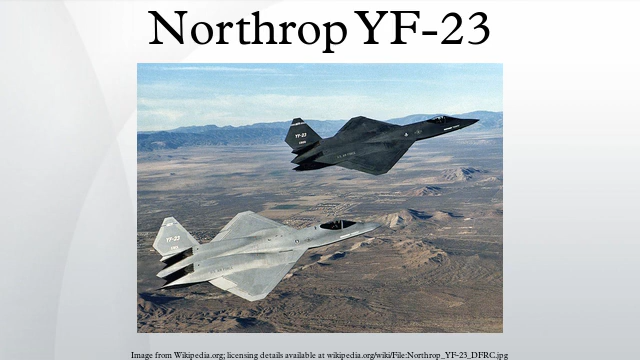 Northrop YF-23
YF-23
YF-23
Image from Wikipedia.org; licensing details available at wikipedia.org/wiki/File:Northrop_YF-23_DFRC.jpg